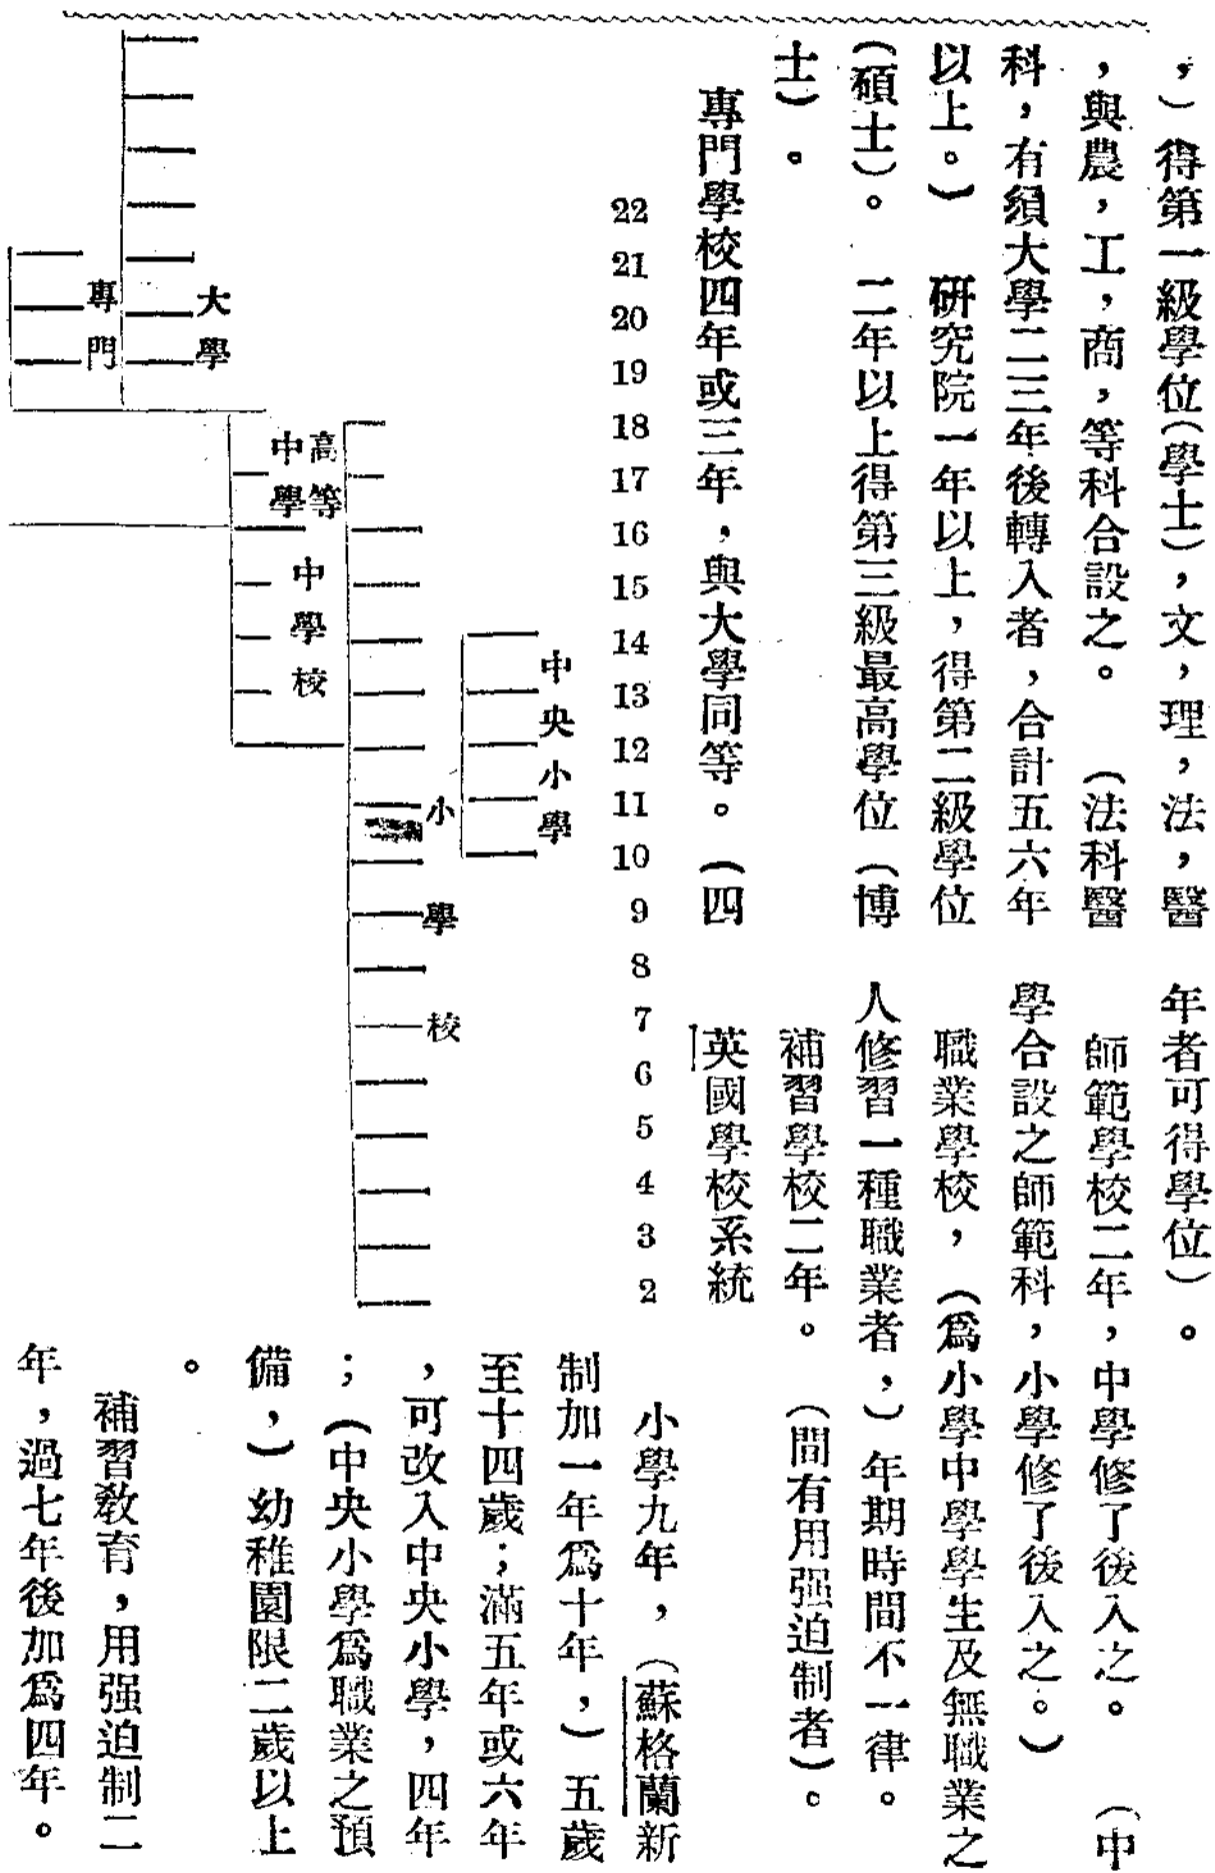 ，）得第一級學位（學士），文，理，法，醫
，與農，工，商，等科合設之。　（法科醫
科，有須大學二三年後轉入者，合計五六年
以上。）　研究院一年以上，得第二級學位
（碩士）。　二年以上得第三級最高學位（博
士）。
專門學校四年或三年，與大學同等。（四
年者可得學位）。
師範學校二年，中學修了後入之。　（中
學合設之師範科，小學修了後入之。）
職業學校，（爲小學中學學生及無職業之
人修習一種職業者，）年期時間不一律。
補習學校二年。　（間有用强迫制者）。
英國學校系統
22
21
20
19
18
17
16
15
14
13
12
11
10
9
8
7
6
5
4
3
2
中央小學
小學校
高等
中學
中學校
大學
專門
小學九年，（蘇格蘭新
制加一年爲十年，）五歲
至十四歲；滿五年或六年
，可改入中央小學，四年
；（中央小學爲職業之預
備，）幼稚園限二歲以上
。
補習教育，用强迫制二
年，過七年後加爲四年。